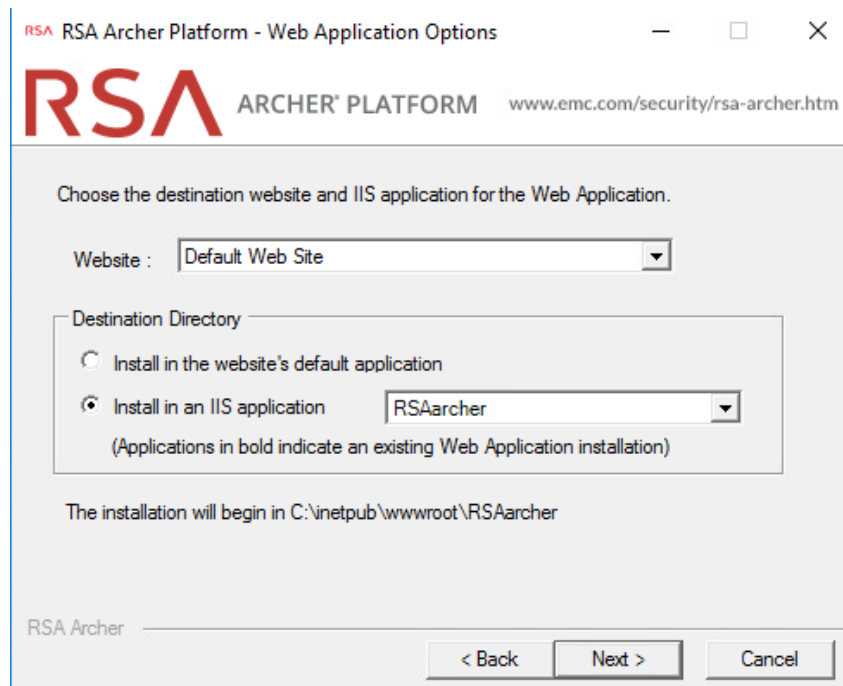 RSA RSA Archer Platform - Web Application Options
RSA ARCHER® PLATFORM www.emc.com/security/rsa-archer.htm
Choose the destination website and IIS application for the Web Application.
Website : Default Web Site
Destination Directory
Install in the website's default application
Install in an IIS application RSAarcher
(Applications in bold indicate an existing Web Application installation)
The installation will begin in C:\inetpub\wwwroot\RSAarcher
RSA Archer
< Back Next > Cancel